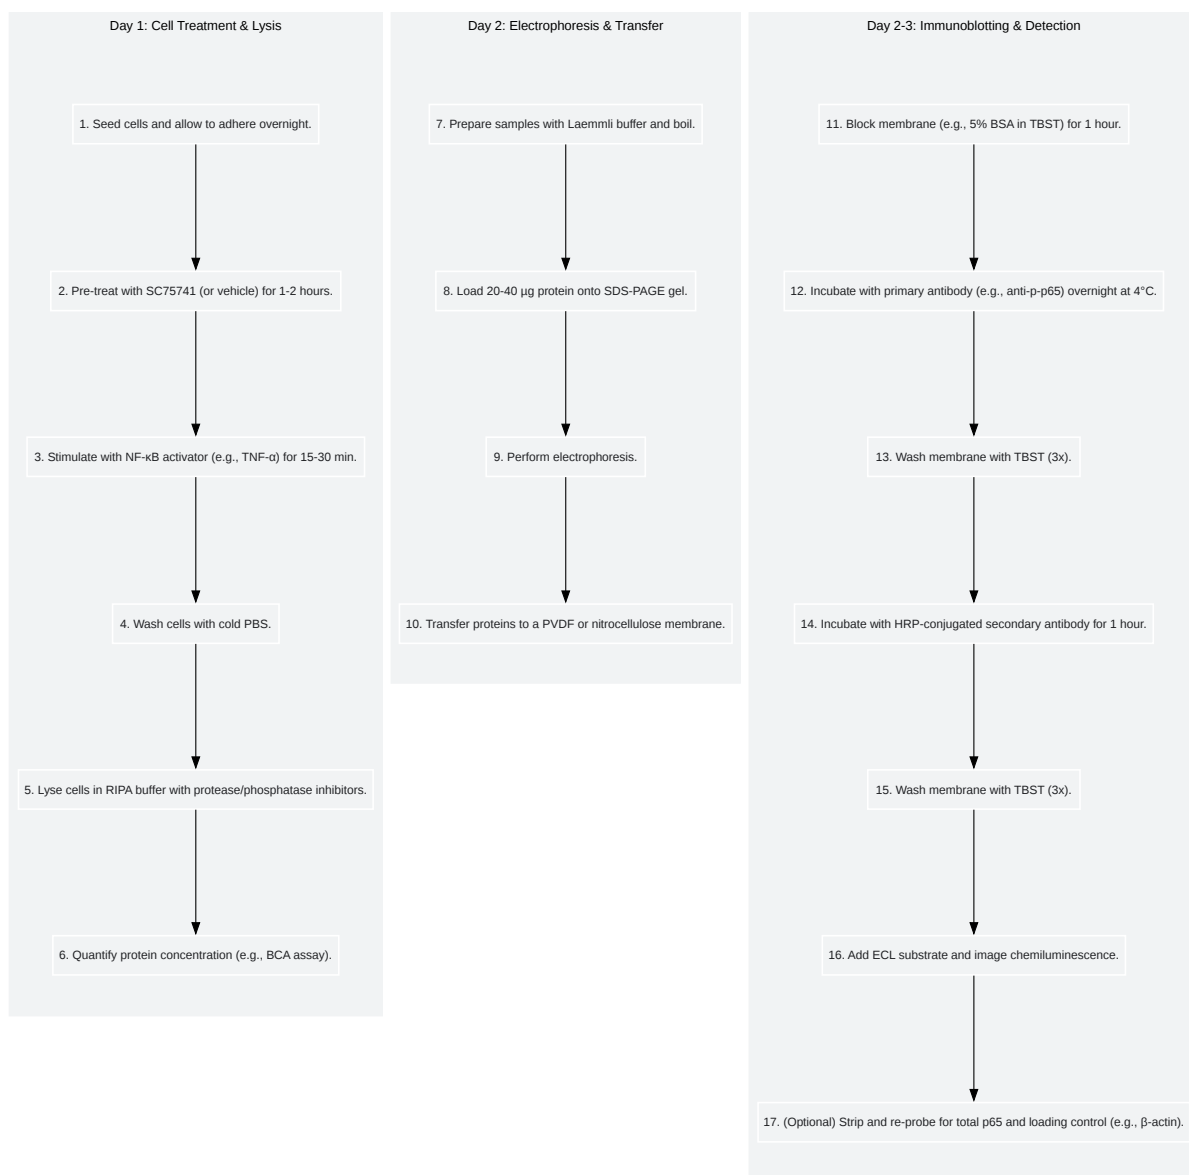 Day 1: Cell Treatment & Lysis
1. Seed cells and allow to adhere overnight.
2. Pre-treat with SC75741 (or vehicle) for 1-2 hours.
3. Stimulate with NF-κB activator (e.g., TNF-α) for 15-30 min.
4. Wash cells with cold PBS.
5. Lyse cells in RIPA buffer with protease/phosphatase inhibitors.
6. Quantify protein concentration (e.g., BCA assay).
Day 2: Electrophoresis & Transfer
7. Prepare samples with Laemmli buffer and boil.
8. Load 20-40 µg protein onto SDS-PAGE gel.
9. Perform electrophoresis.
10. Transfer proteins to a PVDF or nitrocellulose membrane.
Day 2-3: Immunoblotting & Detection
11. Block membrane (e.g., 5% BSA in TBST) for 1 hour.
12. Incubate with primary antibody (e.g., anti-p-p65) overnight at 4°C.
13. Wash membrane with TBST (3x).
14. Incubate with HRP-conjugated secondary antibody for 1 hour.
15. Wash membrane with TBST (3x).
16. Add ECL substrate and image chemiluminescence.
17. (Optional) Strip and re-probe for total p65 and loading control (e.g., β-actin).